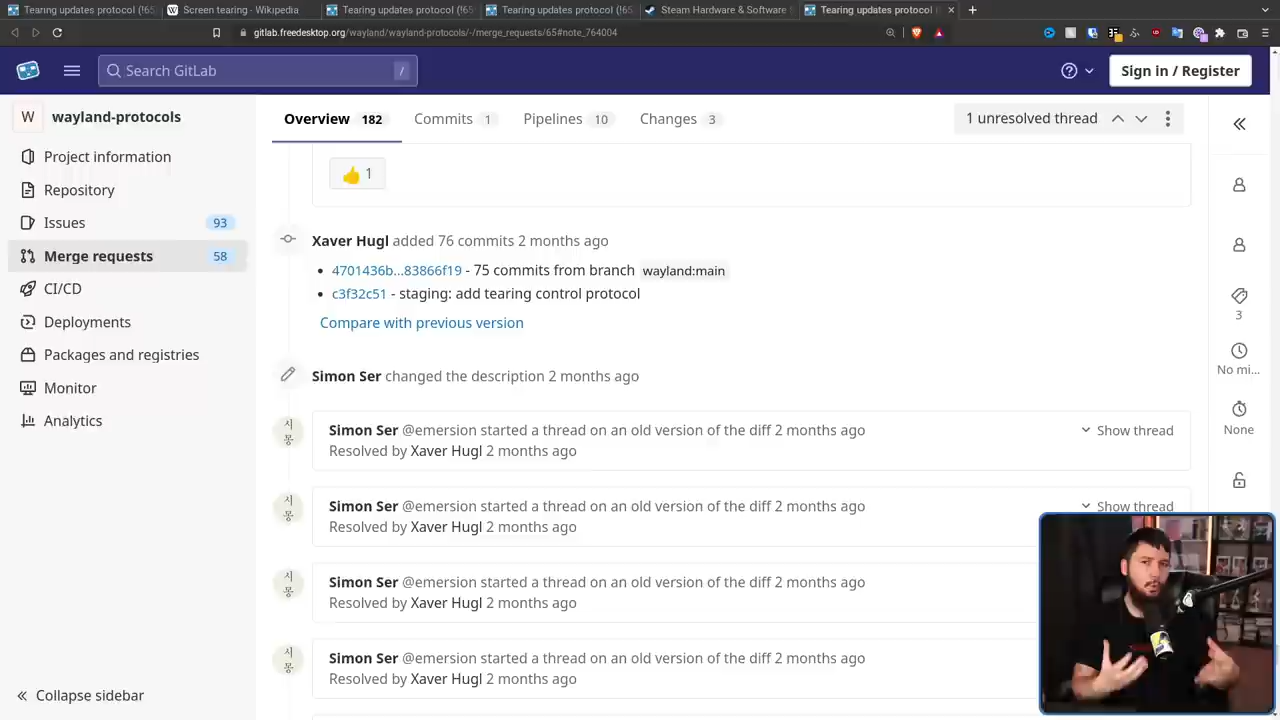 Tearing updates protocol (!65
Screen tearing - Wikipedia
Tearing updates protocol (!65
Tearing updates protocol (!65
Steam Hardware & Software S
Tearing updates protocol (
gitlab.freedesktop.org/wayland/wayland-protocols/-/merge_requests/65#note_764004
Search GitLab
/
Sign in / Register
W
wayland-protocols
Project information
Repository
Issues 93
Merge requests 58
CI/CD
Deployments
Packages and registries
Monitor
Analytics
Collapse sidebar
Overview 182
Commits 1
Pipelines 10
Changes 3
1 unresolved thread
👍 1
Xaver Hugl added 76 commits 2 months ago
• 4701436b...83866f19 - 75 commits from branch wayland:main
• c3f32c51 - staging: add tearing control protocol
Compare with previous version
Simon Ser changed the description 2 months ago
시
몽
Simon Ser @emersion started a thread on an old version of the diff 2 months ago
Show thread
Resolved by Xaver Hugl 2 months ago
시
몽
Simon Ser @emersion started a thread on an old version of the diff 2 months ago
Show thread
Resolved by Xaver Hugl 2 months ago
시
몽
Simon Ser @emersion started a thread on an old version of the diff 2 months ago
Resolved by Xaver Hugl 2 months ago
시
몽
Simon Ser @emersion started a thread on an old version of the diff 2 months ago
Resolved by Xaver Hugl 2 months ago
3
No mi...
None